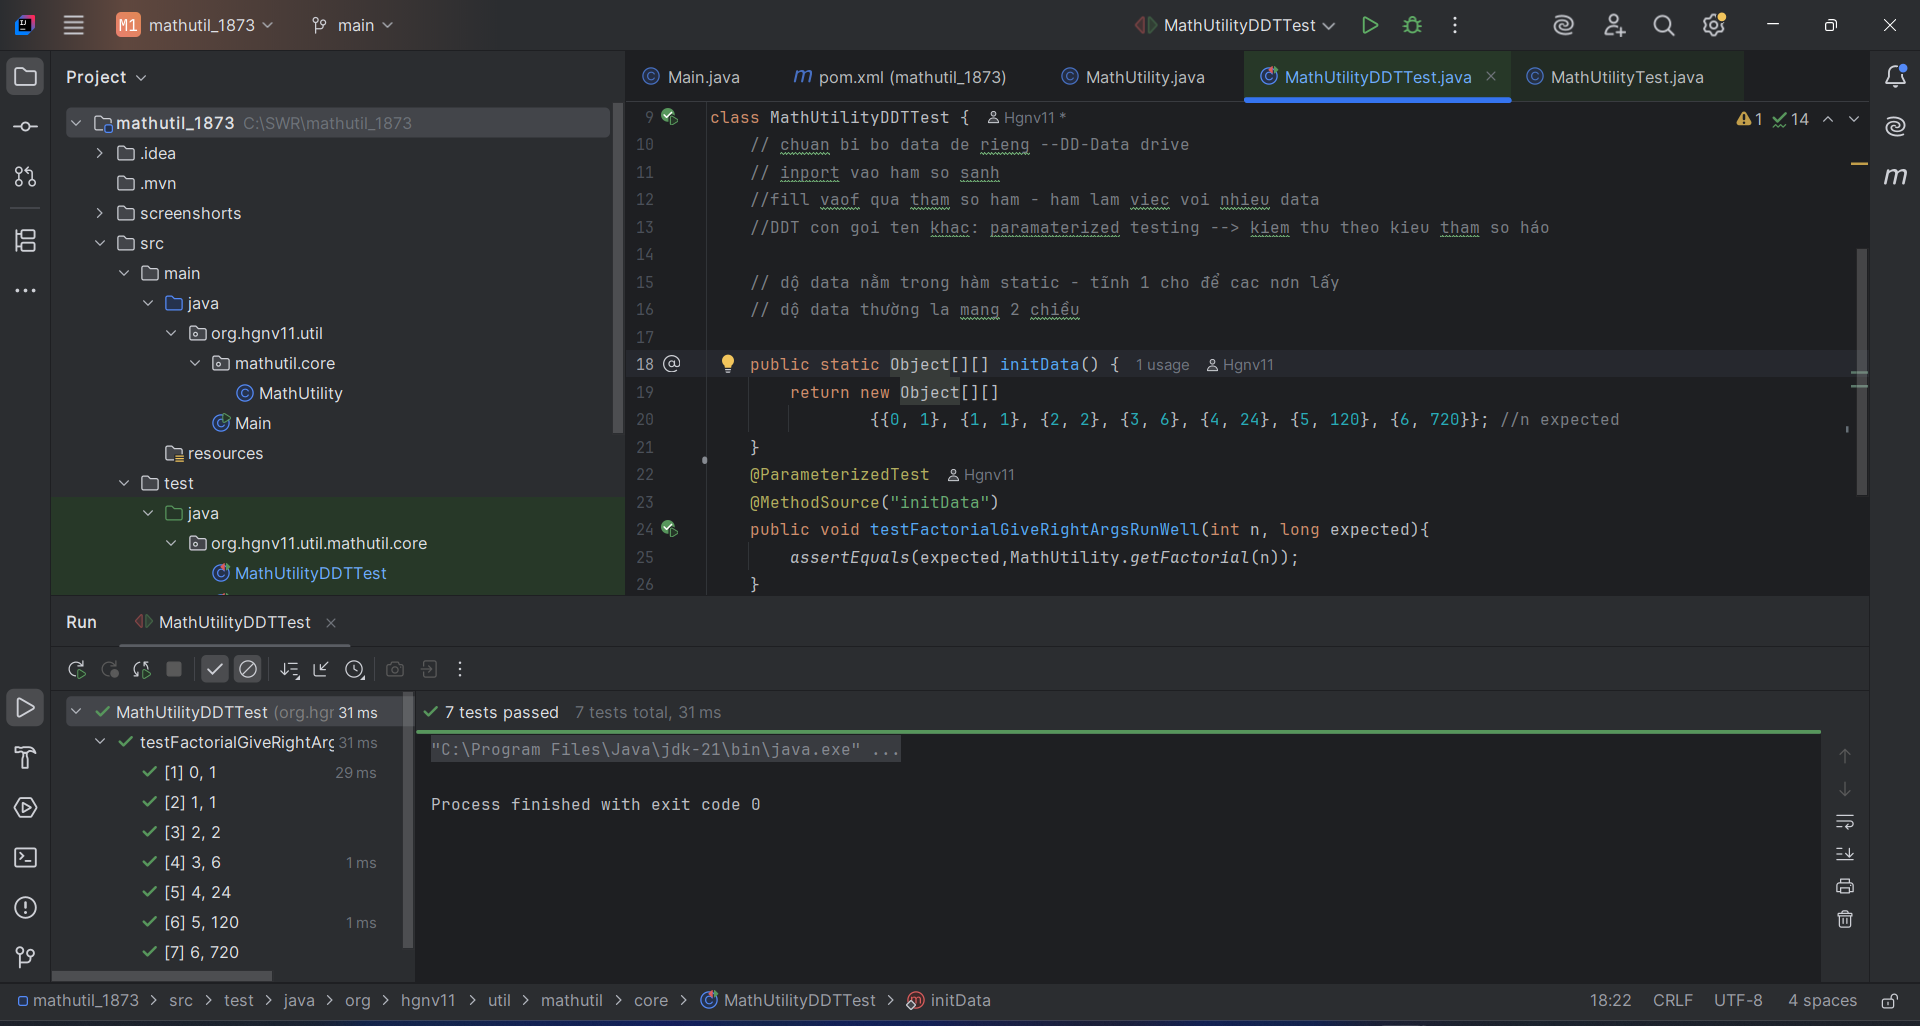 M1 mathutil_1873 main MathUtilityDDTTest
Project
mathutil_1873 C:\SWR\mathutil_1873
.idea
.mvn
screenshorts
src
main
java
org.hgnv11.util
mathutil.core
MathUtility
Main
resources
test
java
org.hgnv11.util.mathutil.core
MathUtilityDDTTest
Main.java pom.xml (mathutil_1873) MathUtility.java MathUtilityDDTTest.java MathUtilityTest.java
1 14
9 class MathUtilityDDTTest { Hgnv11 *
10 // chuan bi bo data de rieng --DD-Data drive
11 // inport vao ham so sanh
12 //fill vaof qua tham so ham - ham lam viec voi nhieu data
13 //DDT con goi ten khac: paramaterized testing --> kiem thu theo kieu tham so háo
14
15 // dộ data nằm trong hàm static - tĩnh 1 cho để cac nơn lấy
16 // dộ data thường la mang 2 chiều
17
18 public static Object[][] initData() { 1 usage Hgnv11
19 return new Object[][]
20 {{0, 1}, {1, 1}, {2, 2}, {3, 6}, {4, 24}, {5, 120}, {6, 720}}; //n expected
21 }
22 @ParameterizedTest Hgnv11
23 @MethodSource("initData")
24 public void testFactorialGiveRightArgsRunWell(int n, long expected){
25 assertEquals(expected,MathUtility.getFactorial(n));
26 }
Run MathUtilityDDTTest
MathUtilityDDTTest (org.hgr 31 ms
testFactorialGiveRightArg 31 ms
[1] 0, 1 29 ms
[2] 1, 1
[3] 2, 2
[4] 3, 6 1 ms
[5] 4, 24
[6] 5, 120 1 ms
[7] 6, 720
7 tests passed 7 tests total, 31 ms
"C:\Program Files\Java\jdk-21\bin\java.exe" ...
Process finished with exit code 0
mathutil_1873 > src > test > java > org > hgnv11 > util > mathutil > core > MathUtilityDDTTest > initData 18:22 CRLF UTF-8 4 spaces